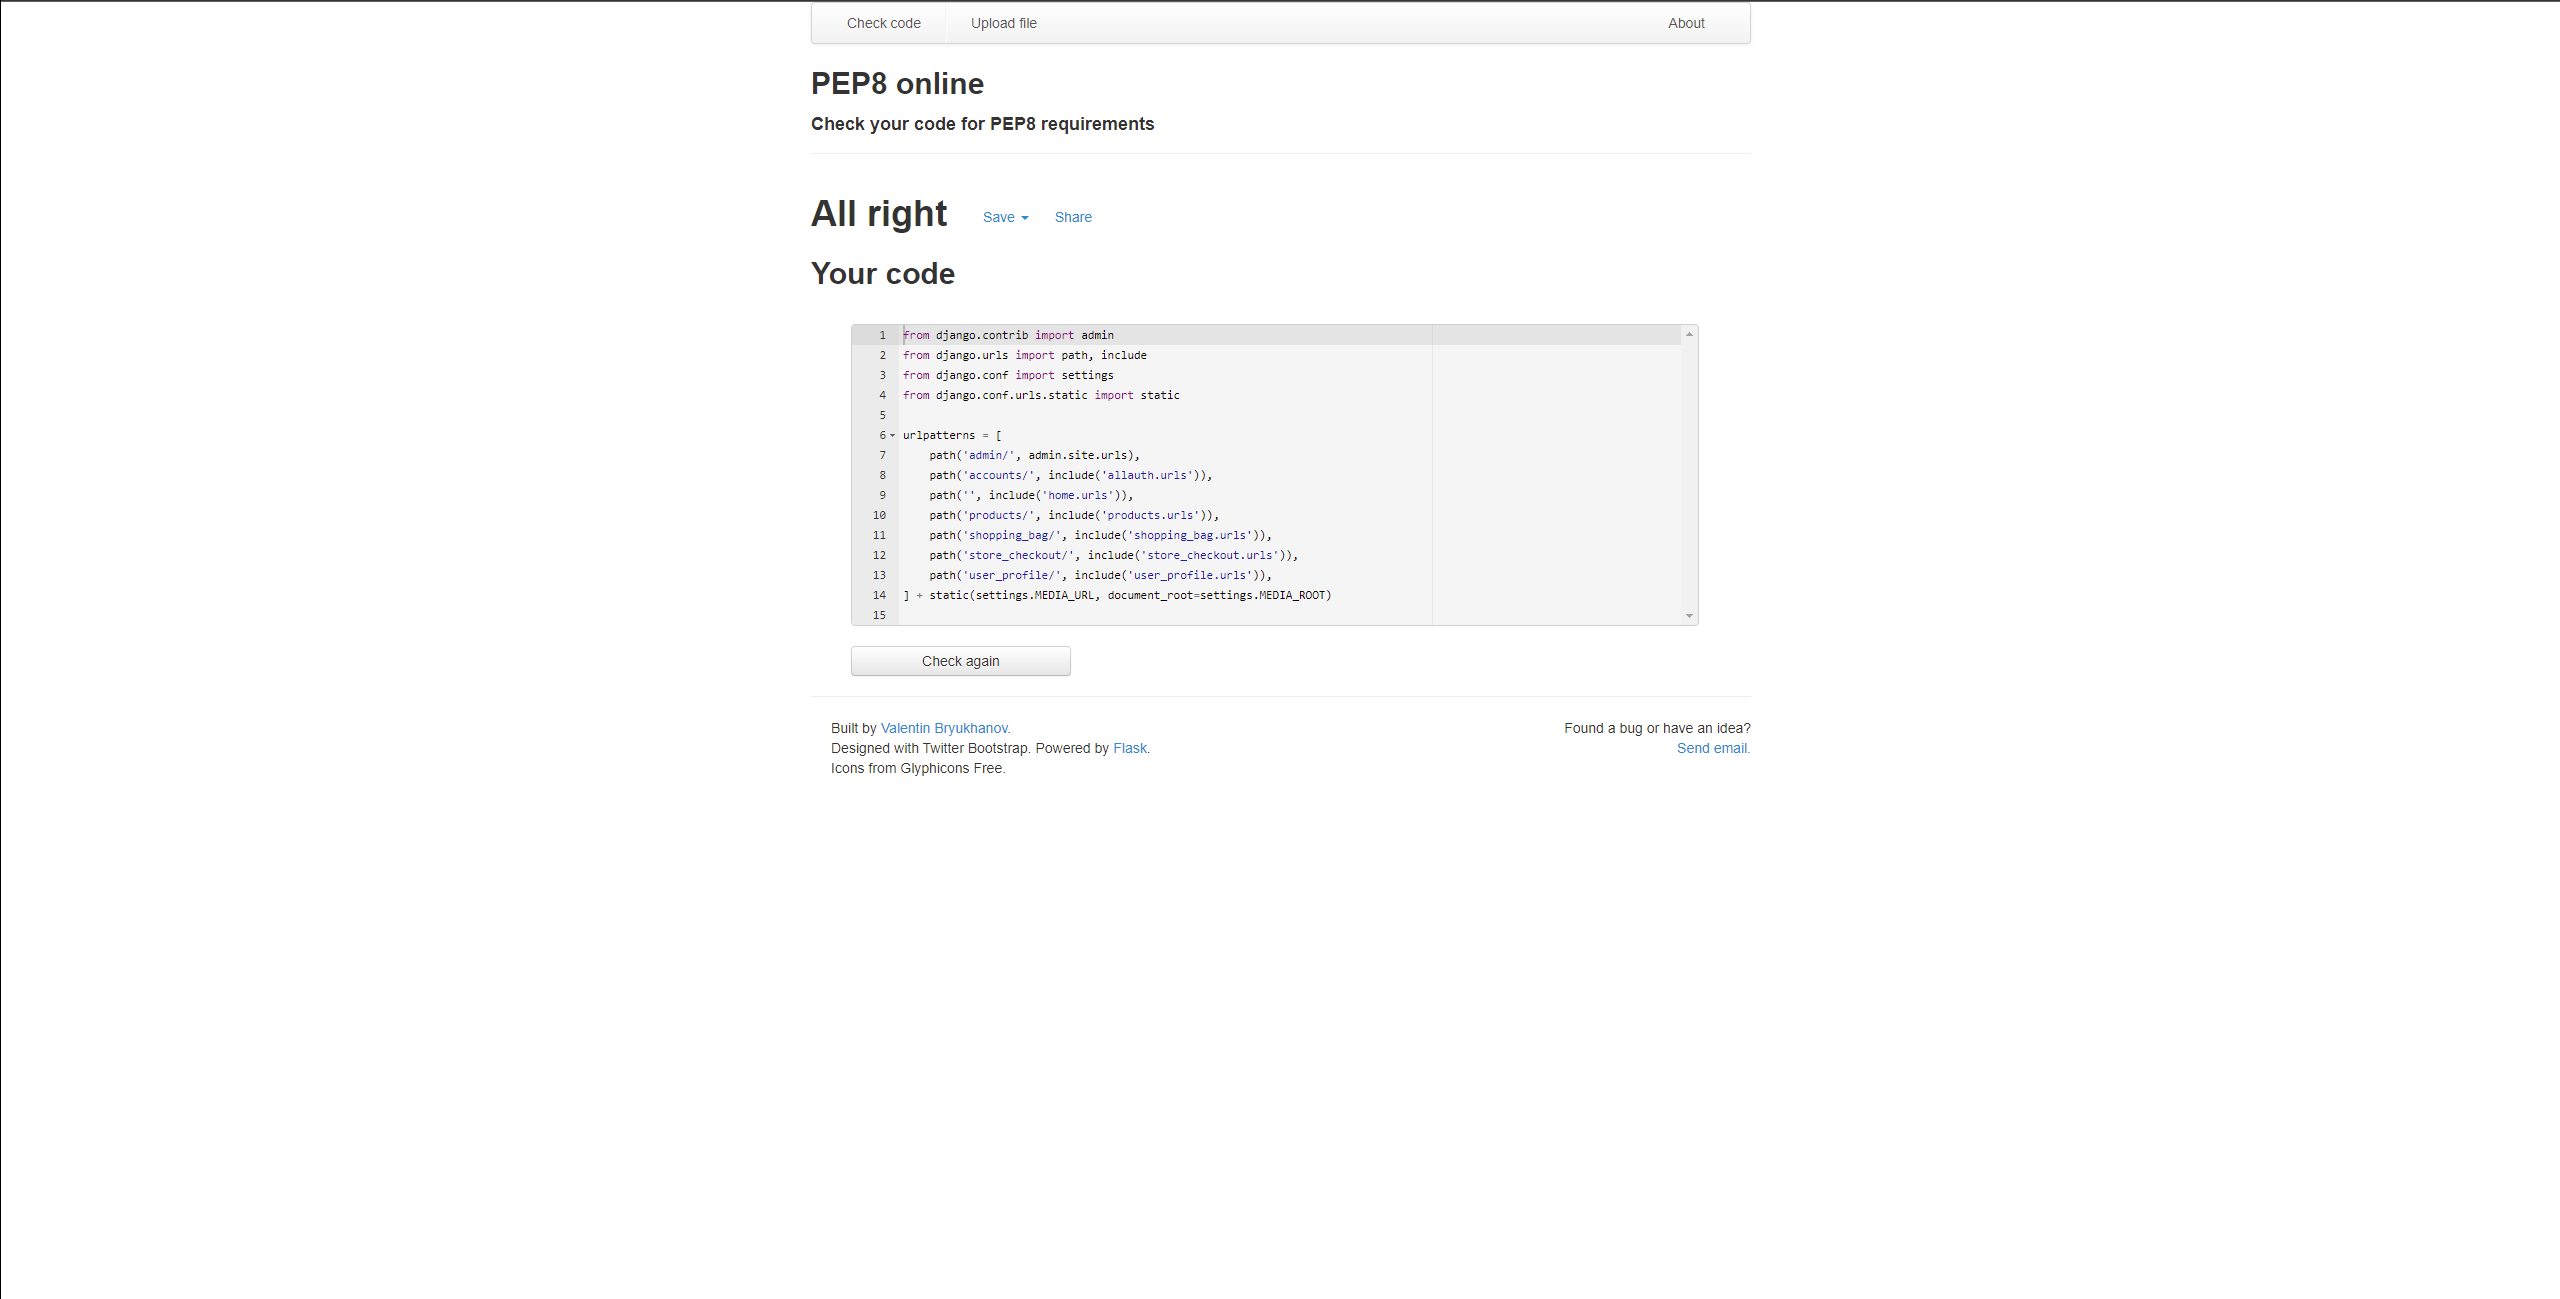 Check code Upload file About
PEP8 online
Check your code for PEP8 requirements
All right Save Share
Your code
1 from django.contrib import admin
2 from django.urls import path, include
3 from django.conf import settings
4 from django.conf.urls.static import static
5
6 urlpatterns = [
7     path('admin/', admin.site.urls),
8     path('accounts/', include('allauth.urls')),
9     path('', include('home.urls')),
10     path('products/', include('products.urls')),
11     path('shopping_bag/', include('shopping_bag.urls')),
12     path('store_checkout/', include('store_checkout.urls')),
13     path('user_profile/', include('user_profile.urls')),
14 ] + static(settings.MEDIA_URL, document_root=settings.MEDIA_ROOT)
15
Check again
Built by Valentin Bryukhanov. Found a bug or have an idea?
Designed with Twitter Bootstrap. Powered by Flask. Send email.
Icons from Glyphicons Free.